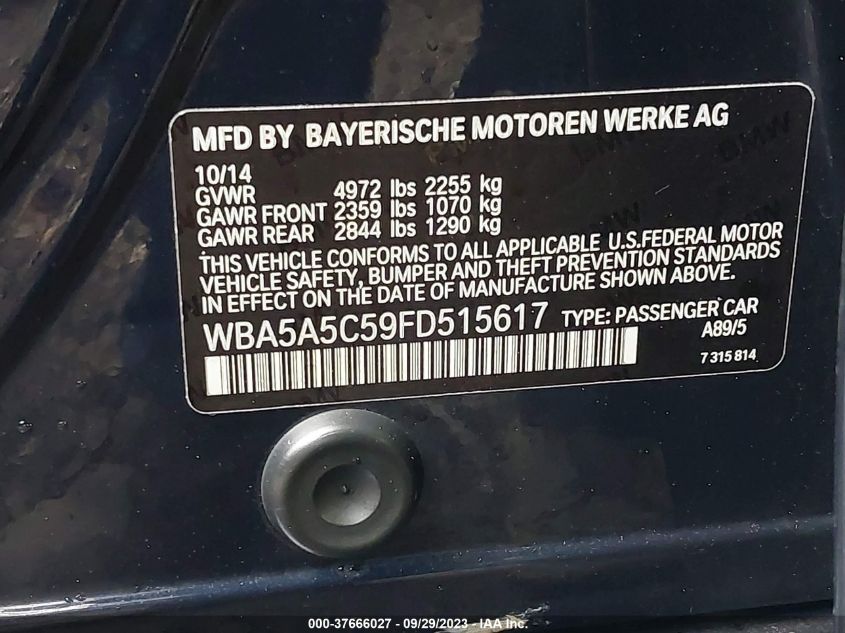 MFD BY BAYERISCHE MOTOREN WERKE AG
10/14
GVWR 4972 lbs 2255 kg
GAWR FRONT 2359 lbs 1070 kg
GAWR REAR 2844 lbs 1290 kg
THIS VEHICLE CONFORMS TO ALL APPLICABLE U.S.FEDERAL MOTOR
VEHICLE SAFETY, BUMPER AND THEFT PREVENTION STANDARDS
IN EFFECT ON THE DATE OF MANUFACTURE SHOWN ABOVE.
WBA5A5C59FD515617 TYPE: PASSENGER CAR
A89/5
7 315 814
000-37666027 - 09/29/2023 - IAA Inc.